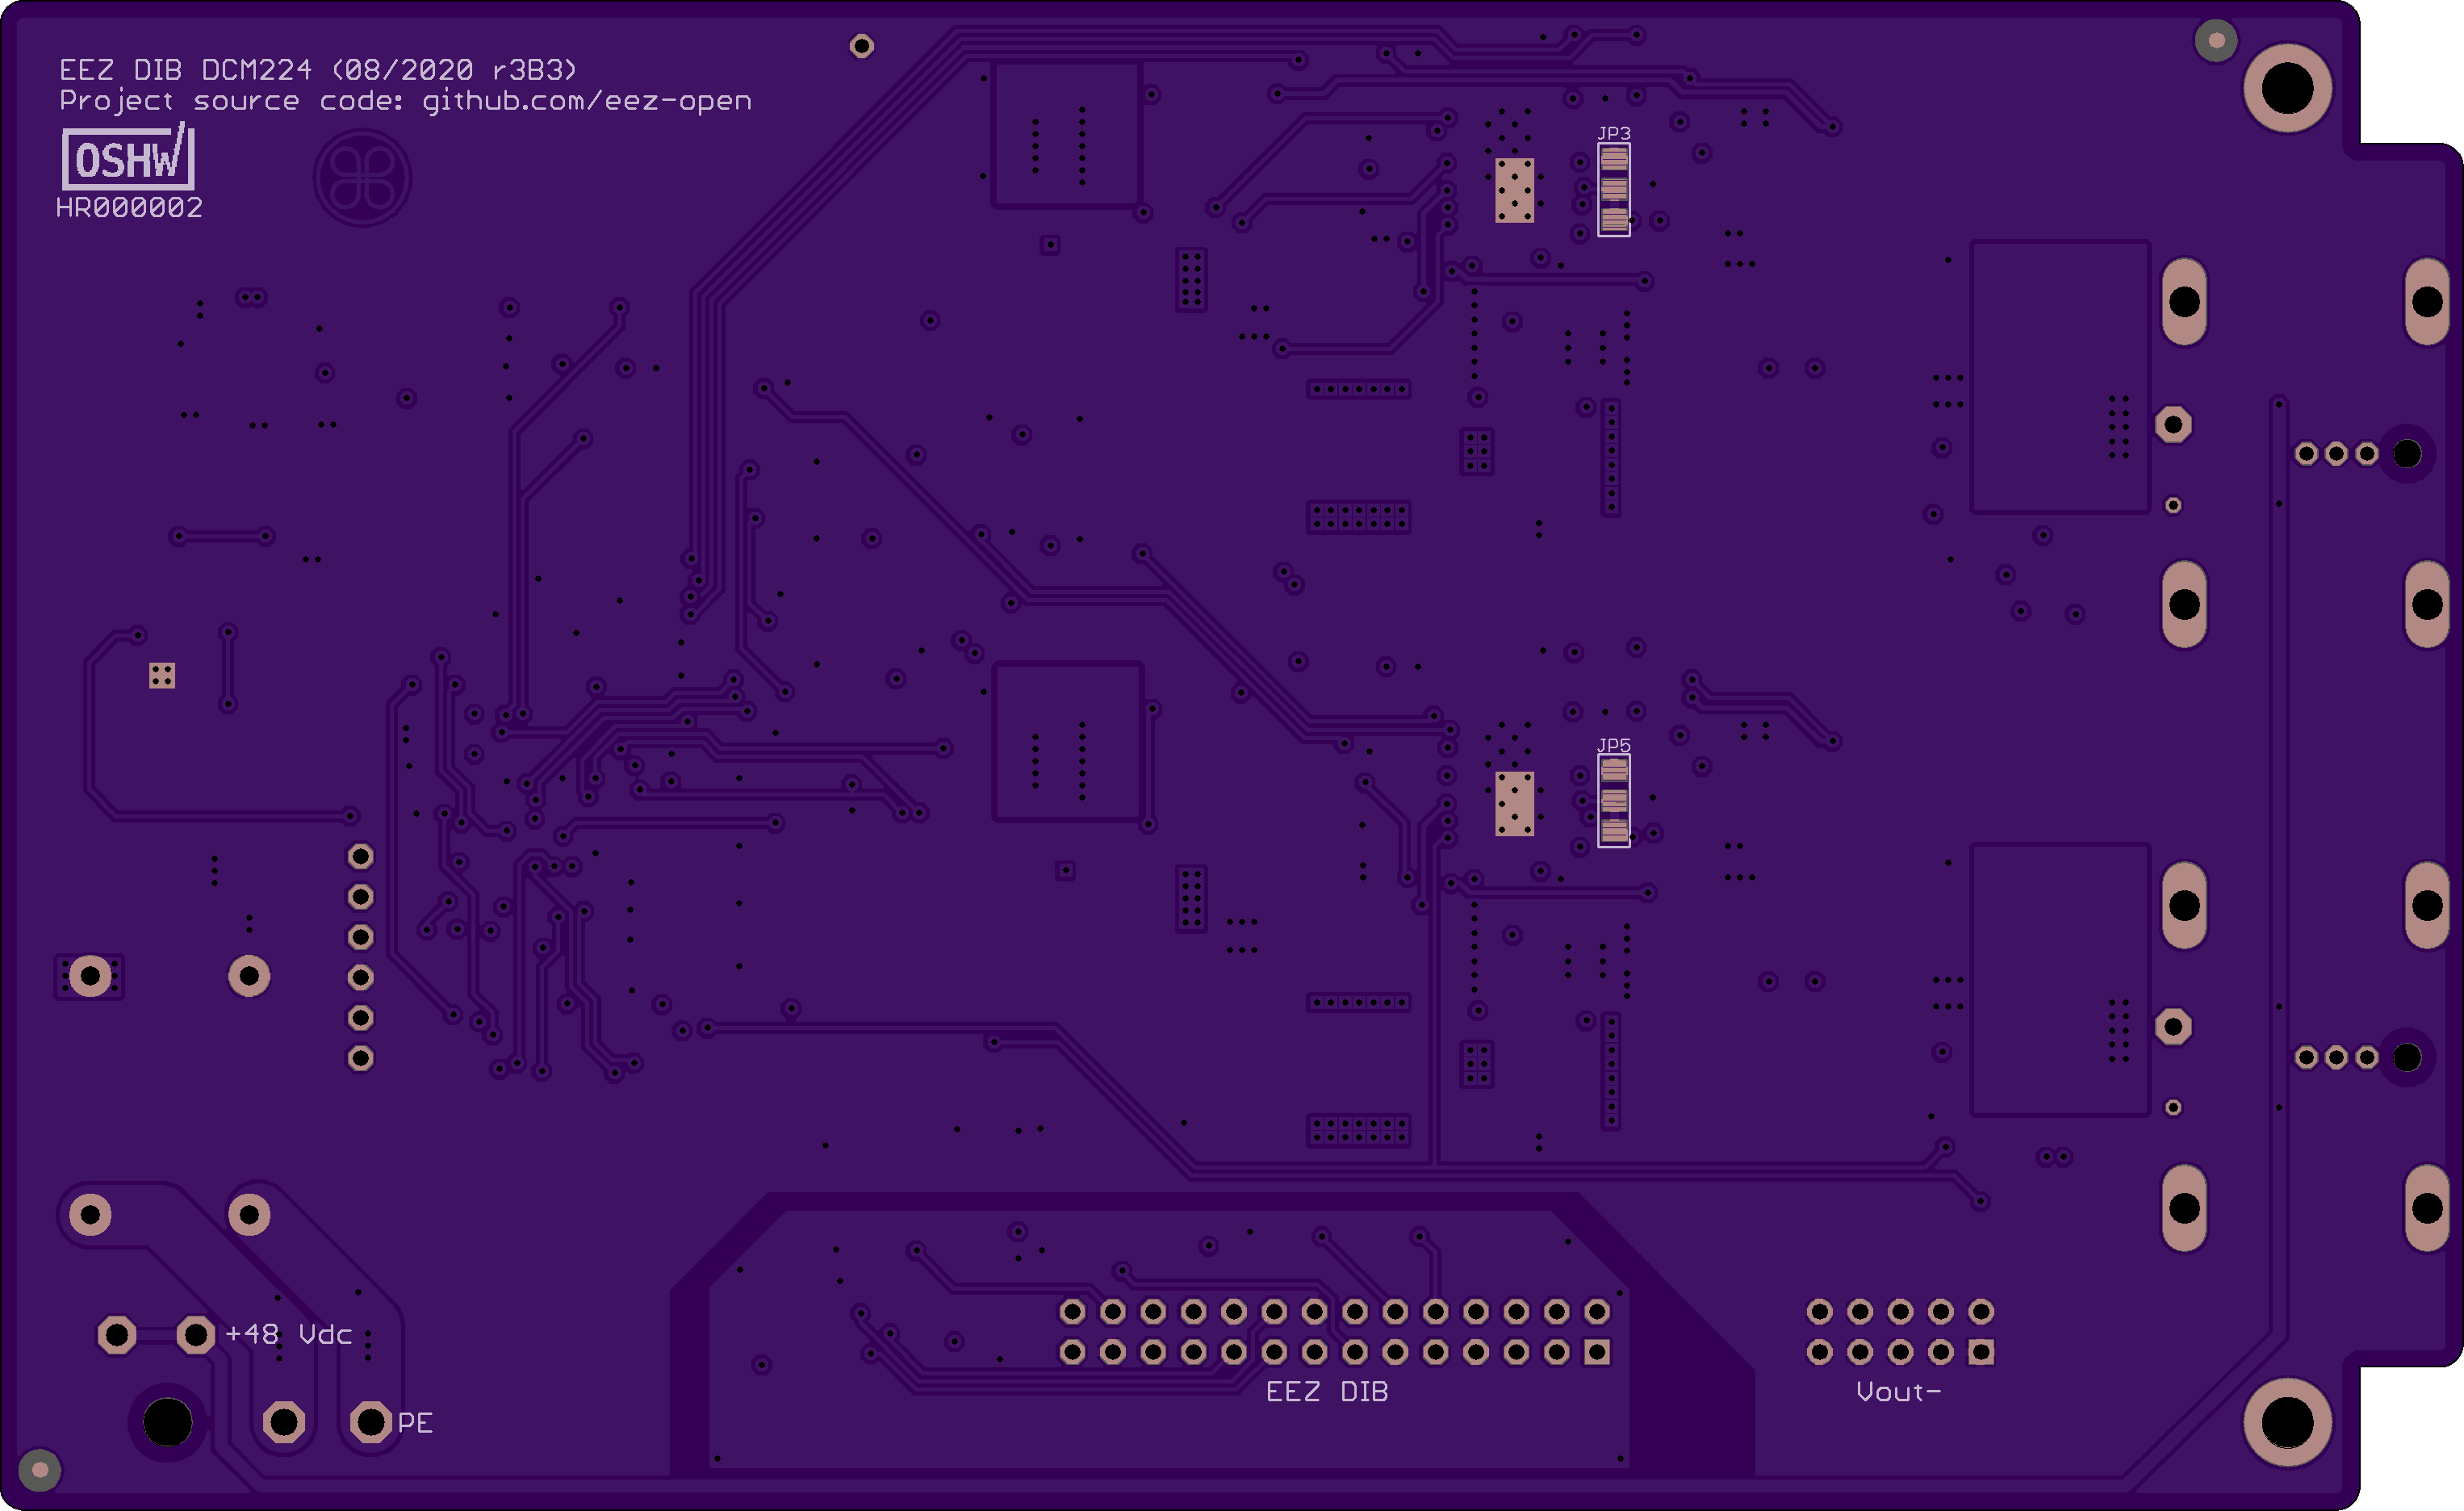 EEZ DIB DCM224 (08/2020 r3B3)
Project source code: github.com/eez-open
OSHW
HR000002
JP3
JP5
+48 Vdc
PE
EEZ DIB
Vout-